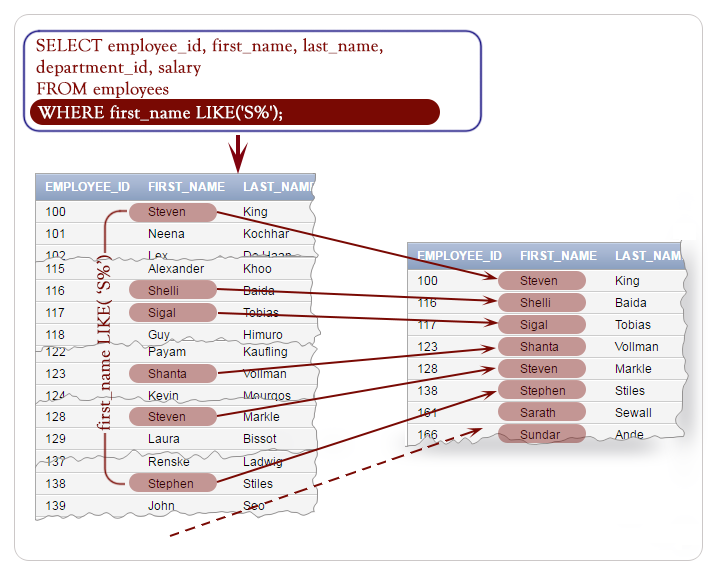 SELECT employee_id, first_name, last_name,
department_id, salary
FROM employees
WHERE first_name LIKE('S%');
EMPLOYEE_ID FIRST_NAME LAST_NAME
100 Steven King
101 Neena Kochhar
102 Lex De Haan
115 Alexander Khoo
116 Shelli Baida
117 Sigal Tobias
118 Guy Himuro
122 Payam Kaufling
123 Shanta Vollman
124 Kevin Mourgos
128 Steven Markle
129 Laura Bissot
137 Renske Ladwig
138 Stephen Stiles
139 John Seo
first_name LIKE( 'S%')
EMPLOYEE_ID FIRST_NAME LAST_NAM
100 Steven King
116 Shelli Baida
117 Sigal Tobias
123 Shanta Vollman
128 Steven Markle
138 Stephen Stiles
161 Sarath Sewall
166 Sundar Ande